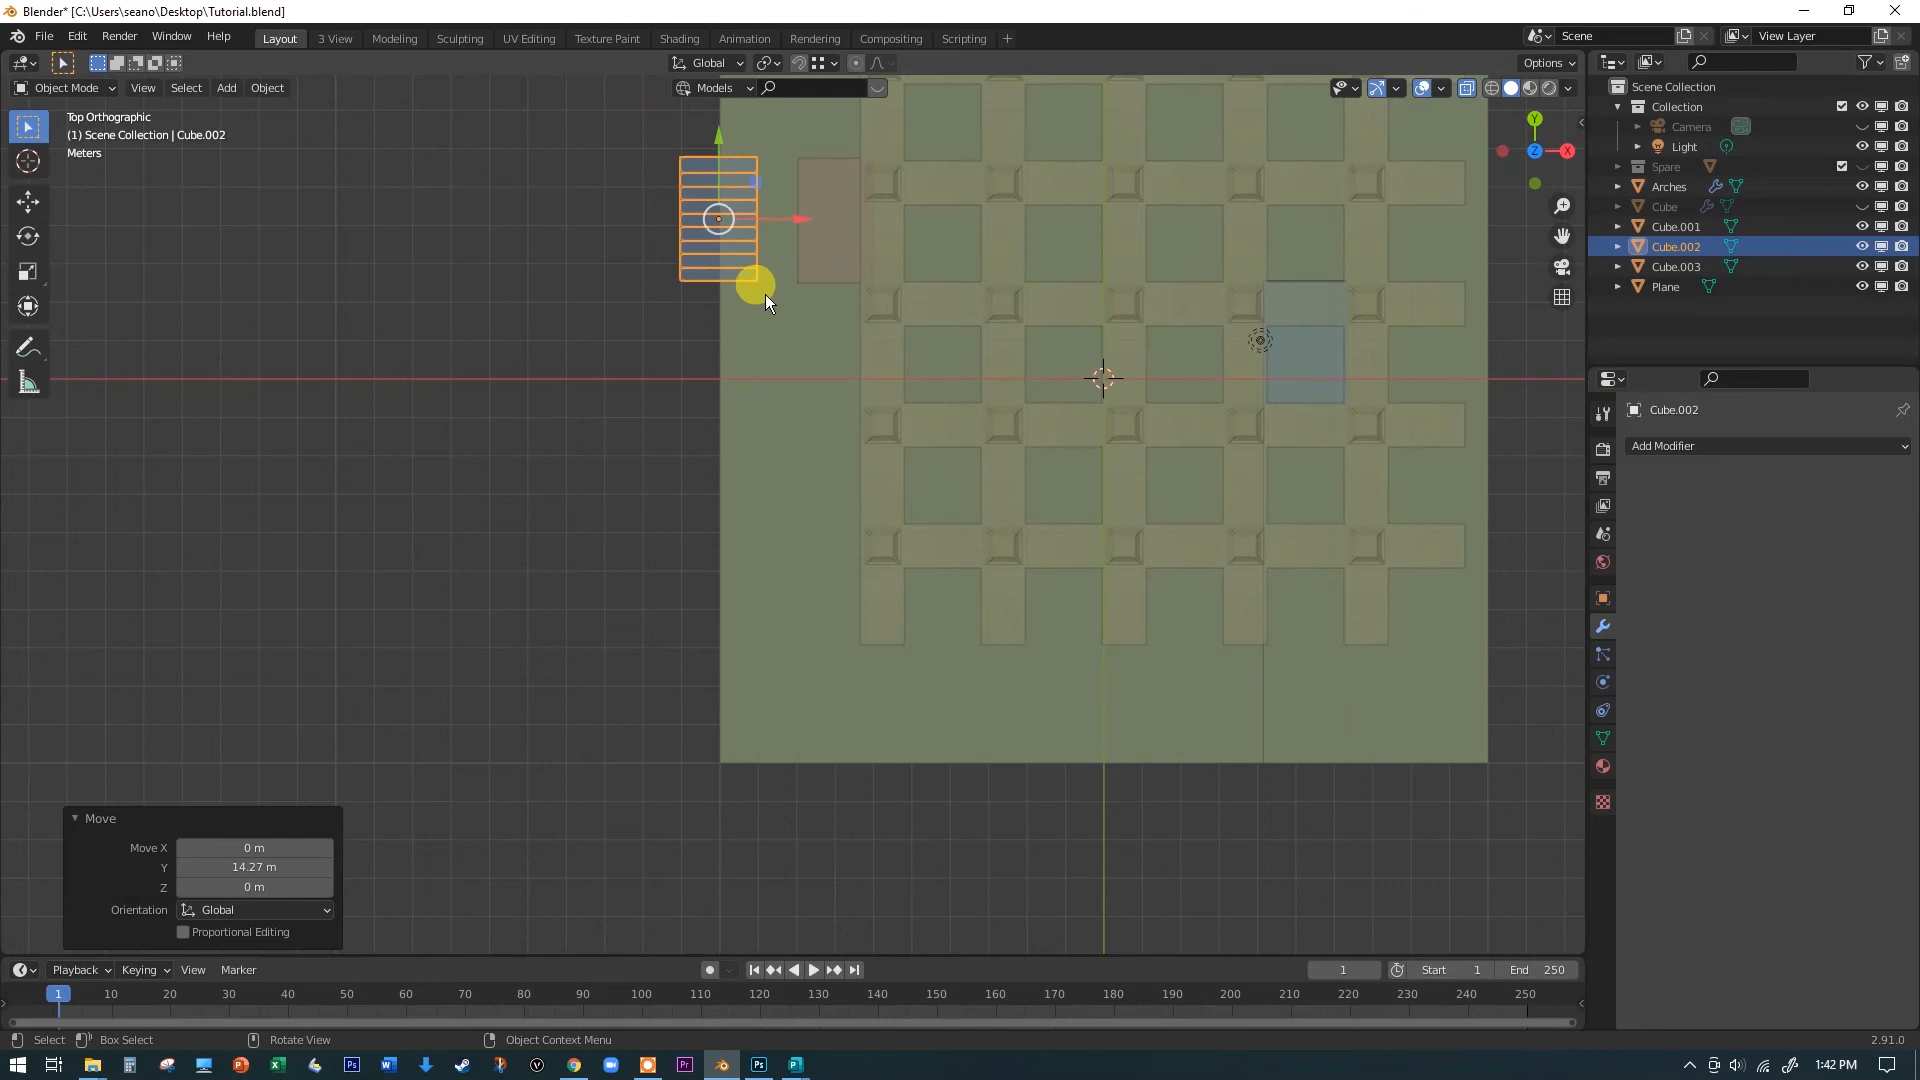 Blender* [C:\Users\seano\Desktop\Tutorial.blend]
File Edit Render Window Help
Layout 3 View Modeling Sculpting UV Editing Texture Paint Shading Animation Rendering Compositing Scripting +
Scene View Layer
Global Options
Object Mode View Select Add Object Models
Top Orthographic
(1) Scene Collection | Cube.002
Meters
Y
Z X
Scene Collection
Collection
Camera
Light
Spare
Arches
Cube
Cube.001
Cube.002
Cube.003
Plane
Cube.002
Add Modifier
Move
Move X 0 m
Y 14.27 m
Z 0 m
Orientation Global
Proportional Editing
Playback Keying View Marker 1 Start 1 End 250
1 10 20 30 40 50 60 70 80 90 100 110 120 130 140 150 160 170 180 190 200 210 220 230 240 250
Select Box Select Rotate View Object Context Menu 2.91.0
1:42 PM